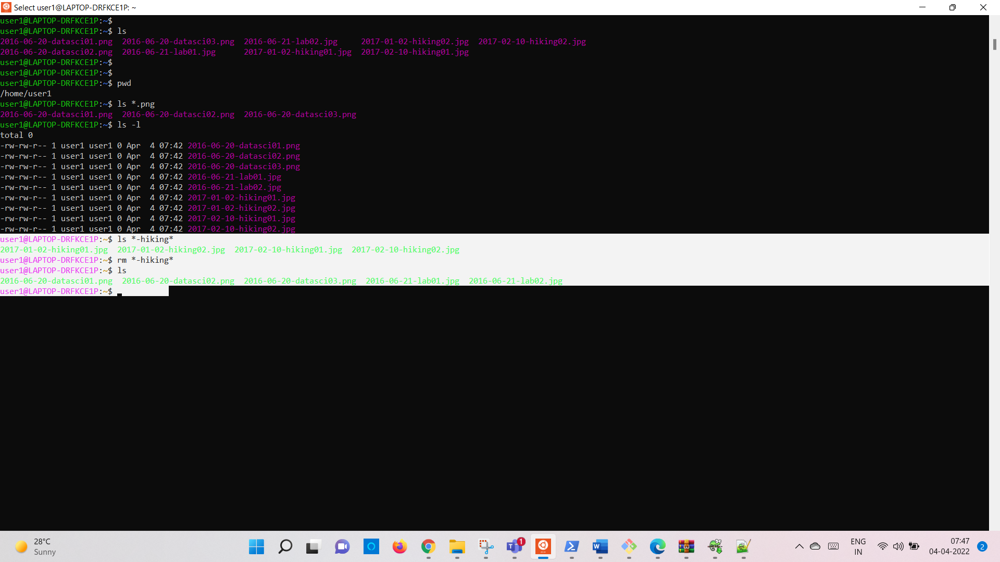 Select user1@LAPTOP-DRFKCE1P: ~
user1@LAPTOP-DRFKCE1P:~$
user1@LAPTOP-DRFKCE1P:~$ ls
2016-06-20-datasci01.png  2016-06-20-datasci03.png  2016-06-21-lab02.jpg     2017-01-02-hiking02.jpg  2017-02-10-hiking02.jpg
2016-06-20-datasci02.png  2016-06-21-lab01.jpg      2017-01-02-hiking01.jpg  2017-02-10-hiking01.jpg
user1@LAPTOP-DRFKCE1P:~$
user1@LAPTOP-DRFKCE1P:~$
user1@LAPTOP-DRFKCE1P:~$ pwd
/home/user1
user1@LAPTOP-DRFKCE1P:~$ ls *.png
2016-06-20-datasci01.png  2016-06-20-datasci02.png  2016-06-20-datasci03.png
user1@LAPTOP-DRFKCE1P:~$ ls -l
total 0
-rw-rw-r-- 1 user1 user1 0 Apr  4 07:42 2016-06-20-datasci01.png
-rw-rw-r-- 1 user1 user1 0 Apr  4 07:42 2016-06-20-datasci02.png
-rw-rw-r-- 1 user1 user1 0 Apr  4 07:42 2016-06-20-datasci03.png
-rw-rw-r-- 1 user1 user1 0 Apr  4 07:42 2016-06-21-lab01.jpg
-rw-rw-r-- 1 user1 user1 0 Apr  4 07:42 2016-06-21-lab02.jpg
-rw-rw-r-- 1 user1 user1 0 Apr  4 07:42 2017-01-02-hiking01.jpg
-rw-rw-r-- 1 user1 user1 0 Apr  4 07:42 2017-01-02-hiking02.jpg
-rw-rw-r-- 1 user1 user1 0 Apr  4 07:42 2017-02-10-hiking01.jpg
-rw-rw-r-- 1 user1 user1 0 Apr  4 07:42 2017-02-10-hiking02.jpg
user1@LAPTOP-DRFKCE1P:~$ ls *-hiking*
2017-01-02-hiking01.jpg  2017-01-02-hiking02.jpg  2017-02-10-hiking01.jpg  2017-02-10-hiking02.jpg
user1@LAPTOP-DRFKCE1P:~$ rm *-hiking*
user1@LAPTOP-DRFKCE1P:~$ ls
2016-06-20-datasci01.png  2016-06-20-datasci02.png  2016-06-20-datasci03.png  2016-06-21-lab01.jpg  2016-06-21-lab02.jpg
user1@LAPTOP-DRFKCE1P:~$
28°C
Sunny
1
ENG
IN
07:47
04-04-2022
2